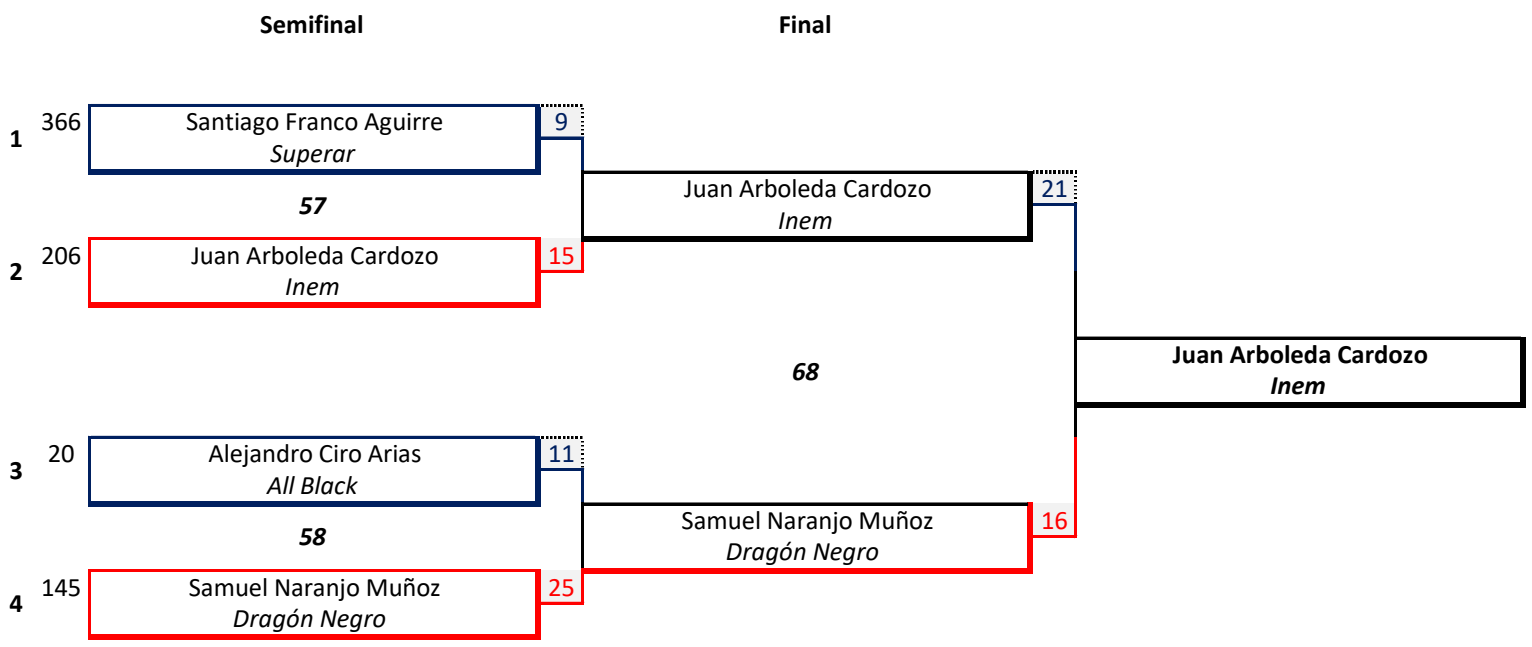 Semifinal Final
1 366 Santiago Franco Aguirre 9
Superar
57
2 206 Juan Arboleda Cardozo 15
Inem
Juan Arboleda Cardozo 21
Inem
68
3 20 Alejandro Ciro Arias 11
All Black
58
4 145 Samuel Naranjo Muñoz 25
Dragón Negro
Samuel Naranjo Muñoz 16
Dragón Negro
Juan Arboleda Cardozo
Inem